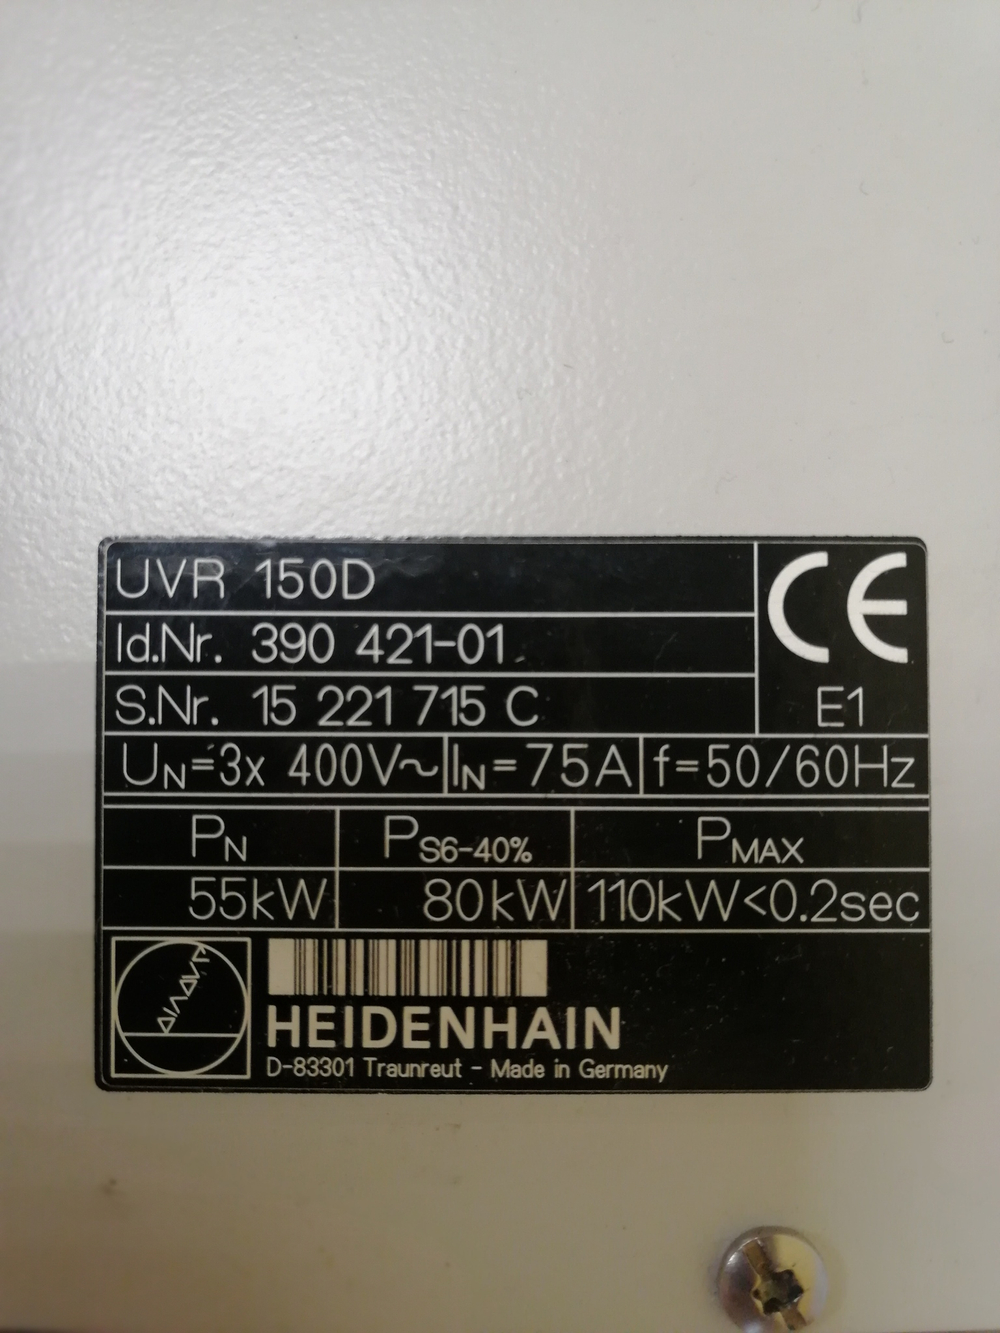 UVR 150D
Id.Nr. 390 421-01
S.Nr. 15 221 715 C
CE
E1
UN=3x 400V~ IN=75A f=50/60Hz
PN PS6-40% PMAX
55kW 80kW 110kW<0.2sec
HEIDENHAIN
D-83301 Traunreut - Made in Germany